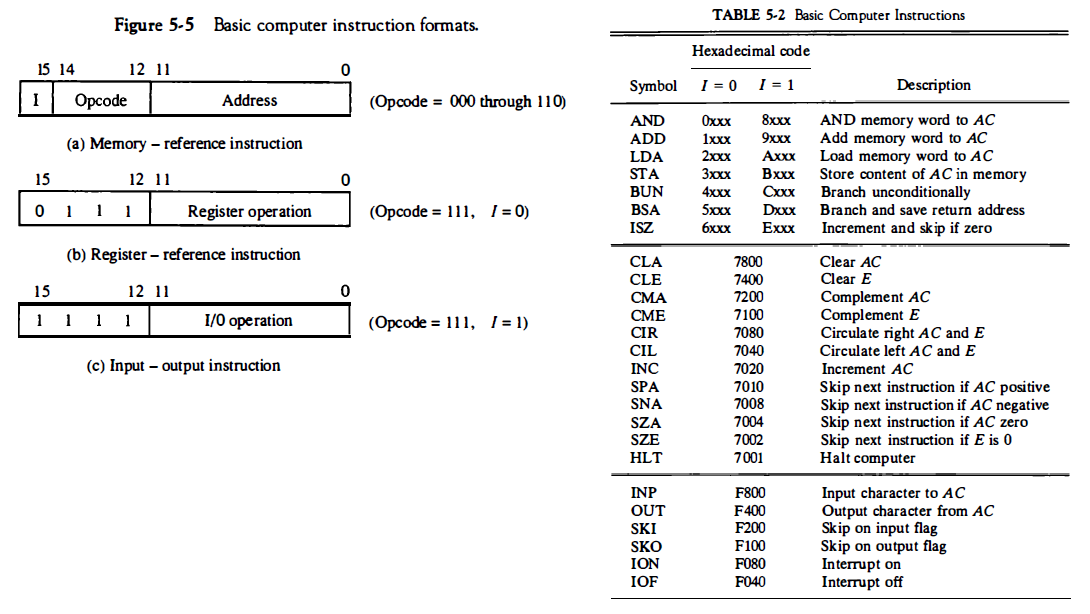 Figure 5-5 Basic computer instruction formats.
15 14 12 11 0
I Opcode Address (Opcode = 000 through 110)
(a) Memory – reference instruction
15 12 11 0
0 1 1 1 Register operation (Opcode = 111, I = 0)
(b) Register – reference instruction
15 12 11 0
1 1 1 1 I/0 operation (Opcode = 111, I = 1)
(c) Input – output instruction
TABLE 5-2 Basic Computer Instructions
Hexadecimal code
Symbol I = 0 I = 1 Description
AND 0xxx 8xxx AND memory word to AC
ADD 1xxx 9xxx Add memory word to AC
LDA 2xxx Axxx Load memory word to AC
STA 3xxx Bxxx Store content of AC in memory
BUN 4xxx Cxxx Branch unconditionally
BSA 5xxx Dxxx Branch and save return address
ISZ 6xxx Exxx Increment and skip if zero
CLA 7800 Clear AC
CLE 7400 Clear E
CMA 7200 Complement AC
CME 7100 Complement E
CIR 7080 Circulate right AC and E
CIL 7040 Circulate left AC and E
INC 7020 Increment AC
SPA 7010 Skip next instruction if AC positive
SNA 7008 Skip next instruction if AC negative
SZA 7004 Skip next instruction if AC zero
SZE 7002 Skip next instruction if E is 0
HLT 7001 Halt computer
INP F800 Input character to AC
OUT F400 Output character from AC
SKI F200 Skip on input flag
SKO F100 Skip on output flag
ION F080 Interrupt on
IOF F040 Interrupt off